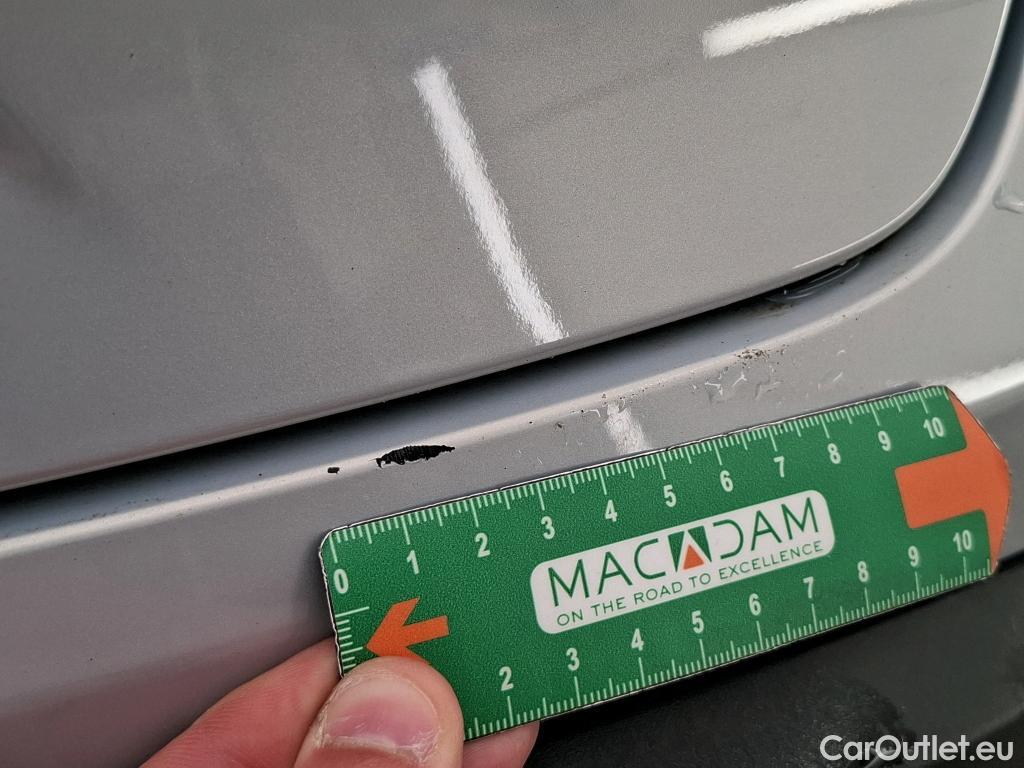 0 1 2 3 4 5 6 7 8 9 10
MACADAM
ON THE ROAD TO EXCELLENCE
2 3 4 5 6 7 8 9 10
CarOutlet.eu